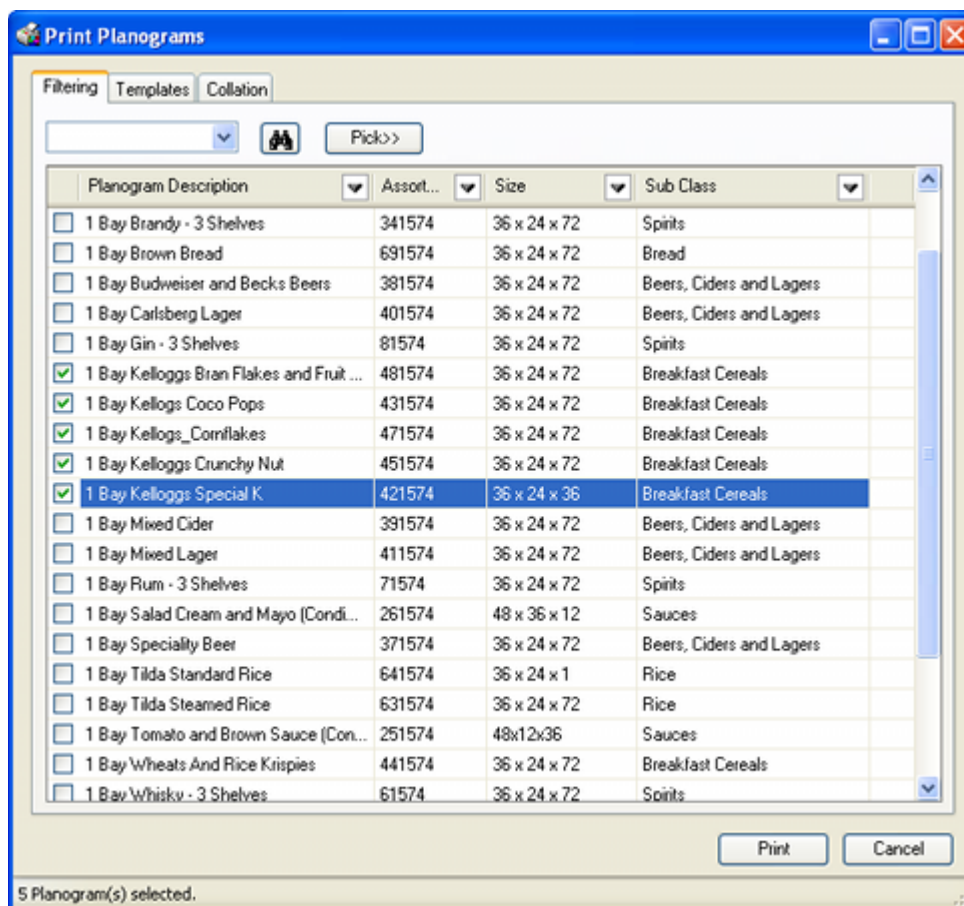 Print Planograms
Filtering Templates Collation
Pick>>
Planogram Description Assort... Size Sub Class
1 Bay Brandy - 3 Shelves 341574 36 x 24 x 72 Spirits
1 Bay Brown Bread 691574 36 x 24 x 72 Bread
1 Bay Budweiser and Becks Beers 381574 36 x 24 x 72 Beers, Ciders and Lagers
1 Bay Carlsberg Lager 401574 36 x 24 x 72 Beers, Ciders and Lagers
1 Bay Gin - 3 Shelves 81574 36 x 24 x 72 Spirits
1 Bay Kelloggs Bran Flakes and Fruit ... 481574 36 x 24 x 72 Breakfast Cereals
1 Bay Kellogs Coco Pops 431574 36 x 24 x 72 Breakfast Cereals
1 Bay Kellogs_Cornflakes 471574 36 x 24 x 72 Breakfast Cereals
1 Bay Kelloggs Crunchy Nut 451574 36 x 24 x 72 Breakfast Cereals
1 Bay Kelloggs Special K 421574 36 x 24 x 36 Breakfast Cereals
1 Bay Mixed Cider 391574 36 x 24 x 72 Beers, Ciders and Lagers
1 Bay Mixed Lager 411574 36 x 24 x 72 Beers, Ciders and Lagers
1 Bay Rum - 3 Shelves 71574 36 x 24 x 72 Spirits
1 Bay Salad Cream and Mayo (Condi... 261574 48 x 36 x 12 Sauces
1 Bay Speciality Beer 371574 36 x 24 x 72 Beers, Ciders and Lagers
1 Bay Tilda Standard Rice 641574 36 x 24 x 1 Rice
1 Bay Tilda Steamed Rice 631574 36 x 24 x 72 Rice
1 Bay Tomato and Brown Sauce (Con... 251574 48x12x36 Sauces
1 Bay Wheats And Rice Krispies 441574 36 x 24 x 72 Breakfast Cereals
1 Bay Whisky - 3 Shelves 61574 36 x 24 x 72 Spirits
Print Cancel
5 Planogram(s) selected.